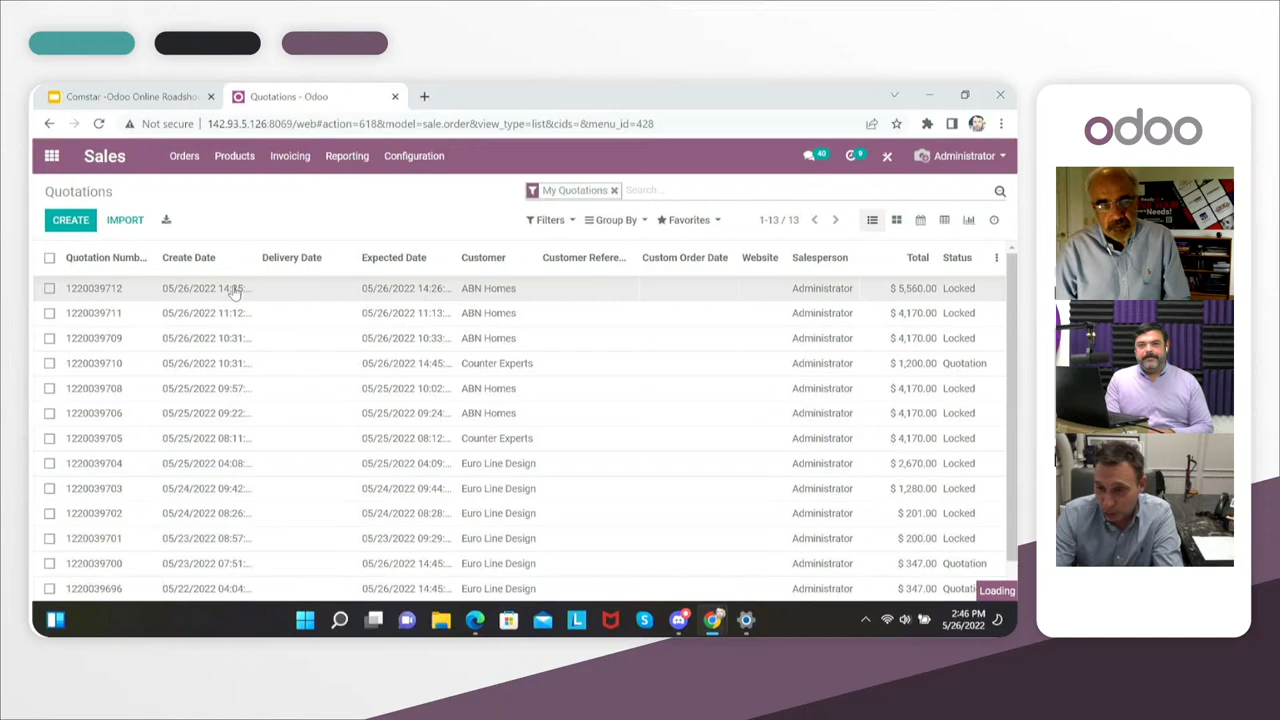 Comstar -Odoo Online Roadsho
Quotations - Odoo
Not secure | 142.93.5.126:8069/web#action=618&model=sale.order&view_type=list&cids=&menu_id=428
Sales Orders Products Invoicing Reporting Configuration 40 9 Administrator
odoo
Quotations My Quotations Search...
CREATE IMPORT Filters Group By Favorites 1-13 / 13
Quotation Numb... Create Date Delivery Date Expected Date Customer Customer Refere... Custom Order Date Website Salesperson Total Status
1220039712 05/26/2022 05/26/2022 14:26:... ABN Homes Administrator $ 5,560.00 Locked
1220039711 05/26/2022 11:12:... 05/26/2022 11:13:... ABN Homes Administrator $ 4,170.00 Locked
1220039709 05/26/2022 10:31:... 05/26/2022 10:33:... ABN Homes Administrator $ 4,170.00 Locked
1220039710 05/26/2022 10:31:... 05/26/2022 14:45:... Counter Experts Administrator $ 1,200.00 Quotation
1220039708 05/25/2022 09:57:... 05/25/2022 10:02:... ABN Homes Administrator $ 4,170.00 Locked
1220039706 05/25/2022 09:22:... 05/25/2022 09:24:... ABN Homes Administrator $ 4,170.00 Locked
1220039705 05/25/2022 08:11:... 05/25/2022 08:12:... Counter Experts Administrator $ 4,170.00 Locked
1220039704 05/25/2022 04:08:... 05/25/2022 04:09:... Euro Line Design Administrator $ 2,670.00 Locked
1220039703 05/24/2022 09:42:... 05/24/2022 09:44:... Euro Line Design Administrator $ 1,280.00 Locked
1220039702 05/23/2022 08:26:... 05/23/2022 08:28:... Euro Line Design Administrator $ 201.00 Locked
1220039701 05/23/2022 08:57:... 05/23/2022 09:29:... Euro Line Design Administrator $ 200.00 Locked
1220039700 05/23/2022 07:51:... 05/26/2022 14:45:... Euro Line Design Administrator $ 347.00 Quotation
1220039696 05/22/2022 04:04:... 05/26/2022 14:45:... Euro Line Design Administrator $ 347.00 Quotati
Loading
2:46 PM
5/26/2022